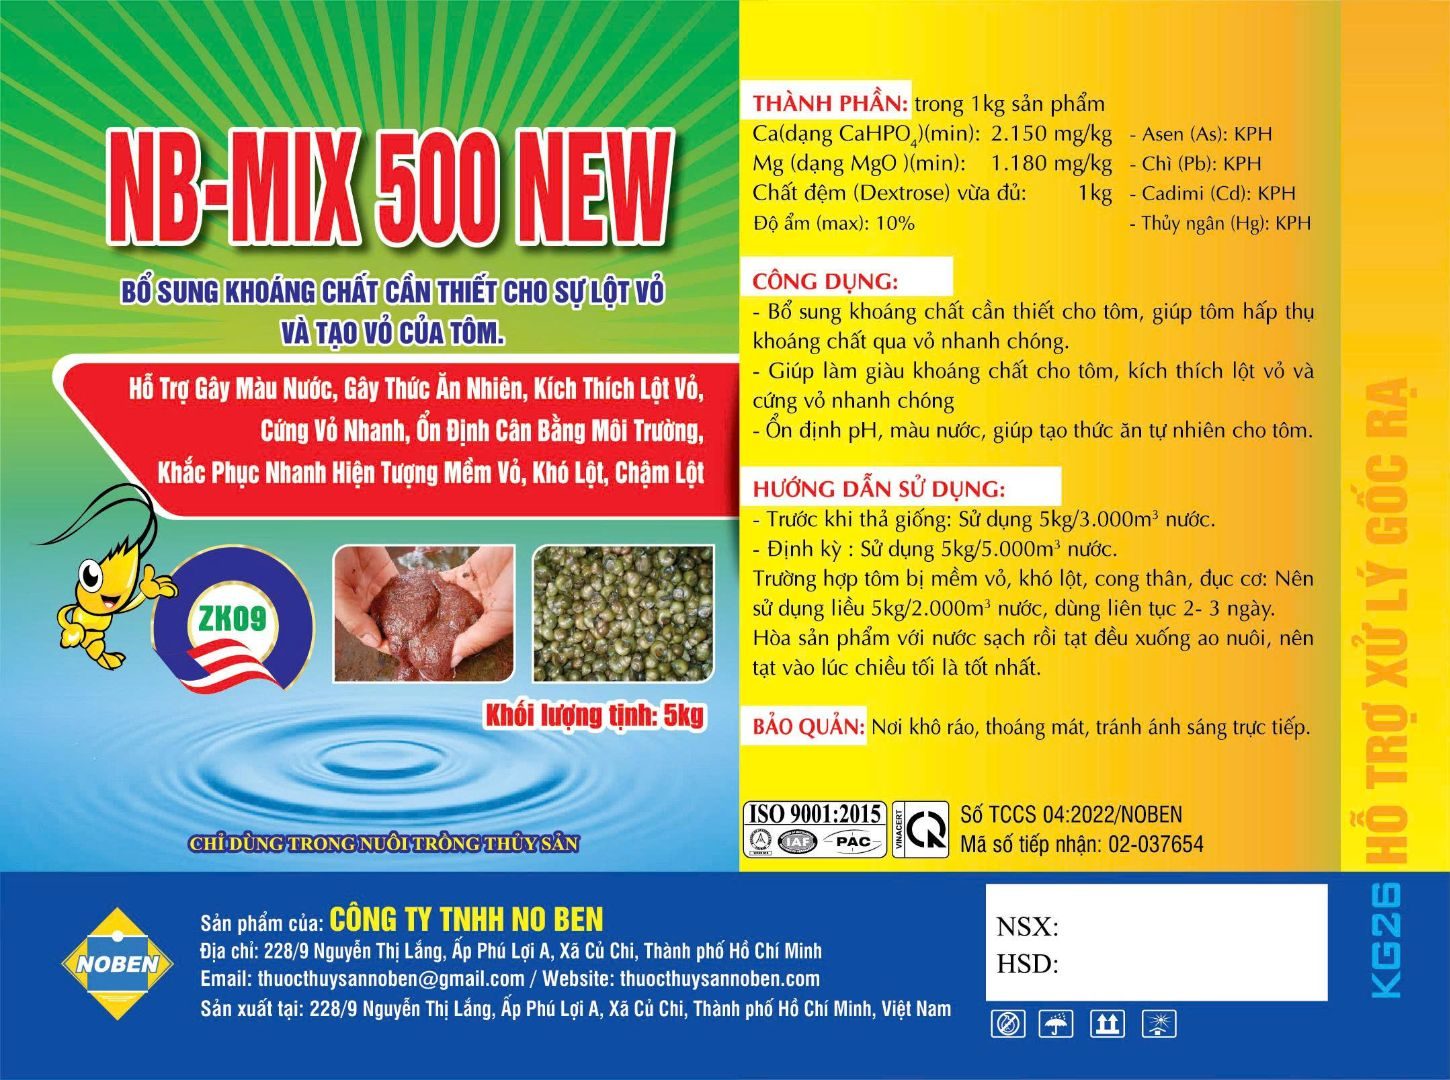 NB-MIX 500 NEW
BỔ SUNG KHOÁNG CHẤT CẦN THIẾT CHO SỰ LỘT VỎ
VÀ TẠO VỎ CỦA TÔM.
Hỗ Trợ Gây Màu Nước, Gây Thức Ăn Nhiên, Kích Thích Lột Vỏ,
Cứng Vỏ Nhanh, Ổn Định Cân Bằng Môi Trường,
Khắc Phục Nhanh Hiện Tượng Mềm Vỏ, Khó Lột, Chậm Lột
ZK09
Khối lượng tịnh: 5kg
CHỈ DÙNG TRONG NUÔI TRỒNG THỦY SẢN
THÀNH PHẦN: trong 1kg sản phẩm
Ca(dạng CaHPO4)(min): 2.150 mg/kg - Asen (As): KPH
Mg (dạng MgO )(min): 1.180 mg/kg - Chì (Pb): KPH
Chất đệm (Dextrose) vừa đủ: 1kg - Cadimi (Cd): KPH
Độ ẩm (max): 10% - Thủy ngân (Hg): KPH
CÔNG DỤNG:
- Bổ sung khoáng chất cần thiết cho tôm, giúp tôm hấp thụ
khoáng chất qua vỏ nhanh chóng.
- Giúp làm giàu khoáng chất cho tôm, kích thích lột vỏ và
cứng vỏ nhanh chóng
- Ổn định pH, màu nước, giúp tạo thức ăn tự nhiên cho tôm.
HƯỚNG DẪN SỬ DỤNG:
- Trước khi thả giống: Sử dụng 5kg/3.000m³ nước.
- Định kỳ : Sử dụng 5kg/5.000m³ nước.
Trường hợp tôm bị mềm vỏ, khó lột, cong thân, đục cơ: Nên
sử dụng liều 5kg/2.000m³ nước, dùng liên tục 2- 3 ngày.
Hòa sản phẩm với nước sạch rồi tạt đều xuống ao nuôi, nên
tạt vào lúc chiều tối là tốt nhất.
BẢO QUẢN: Nơi khô ráo, thoáng mát, tránh ánh sáng trực tiếp.
ISO 9001:2015
IAF
PAC
VINACERT
Số TCCS 04:2022/NOBEN
Mã số tiếp nhận: 02-037654
KG26 HỖ TRỢ XỬ LÝ GỐC RẠ
NOBEN
Sản phẩm của: CÔNG TY TNHH NO BEN
Địa chỉ: 228/9 Nguyễn Thị Lắng, Ấp Phú Lợi A, Xã Củ Chi, Thành phố Hồ Chí Minh
Email: thuocthuysannoben@gmail.com / Website: thuocthuysannoben.com
Sản xuất tại: 228/9 Nguyễn Thị Lắng, Ấp Phú Lợi A, Xã Củ Chi, Thành phố Hồ Chí Minh, Việt Nam
NSX:
HSD: